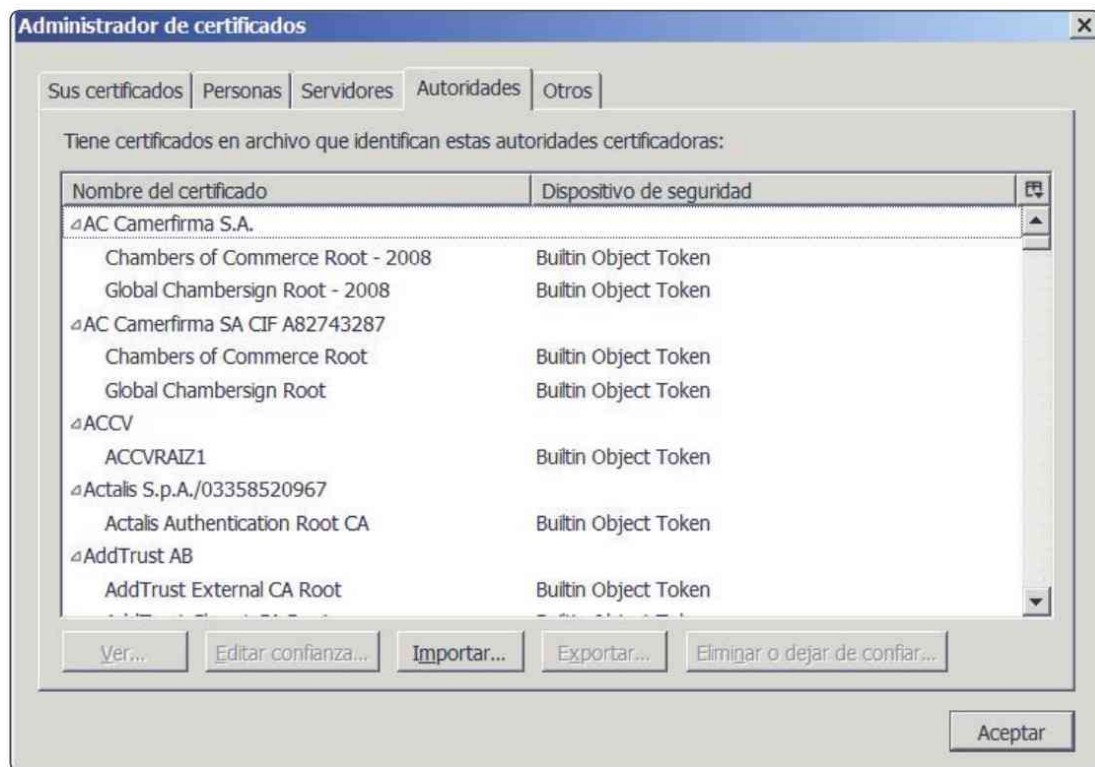 Administrador de certificados
Sus certificados Personas Servidores Autoridades Otros
Tiene certificados en archivo que identifican estas autoridades certificadoras:
Nombre del certificado Dispositivo de seguridad
AC Camerfirma S.A.
Chambers of Commerce Root - 2008 Builtin Object Token
Global Chambersign Root - 2008 Builtin Object Token
AC Camerfirma SA CIF A82743287
Chambers of Commerce Root Builtin Object Token
Global Chambersign Root Builtin Object Token
ACCV
ACCVRAIZ1 Builtin Object Token
Actalis S.p.A./03358520967
Actalis Authentication Root CA Builtin Object Token
AddTrust AB
AddTrust External CA Root Builtin Object Token
Ver... Editar confianza... Importar... Exportar... Eliminar o dejar de confiar...
Aceptar